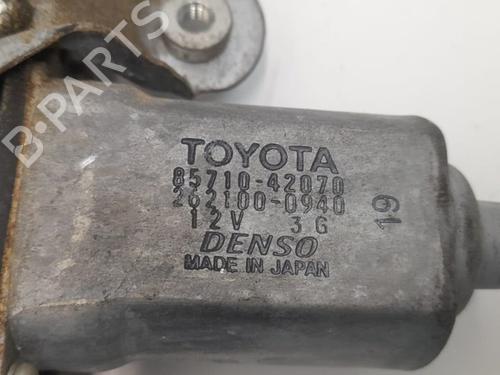 B-PARTS
TOYOTA
85710-42070
262100-0940
12V 3G
DENSO
MADE IN JAPAN
19